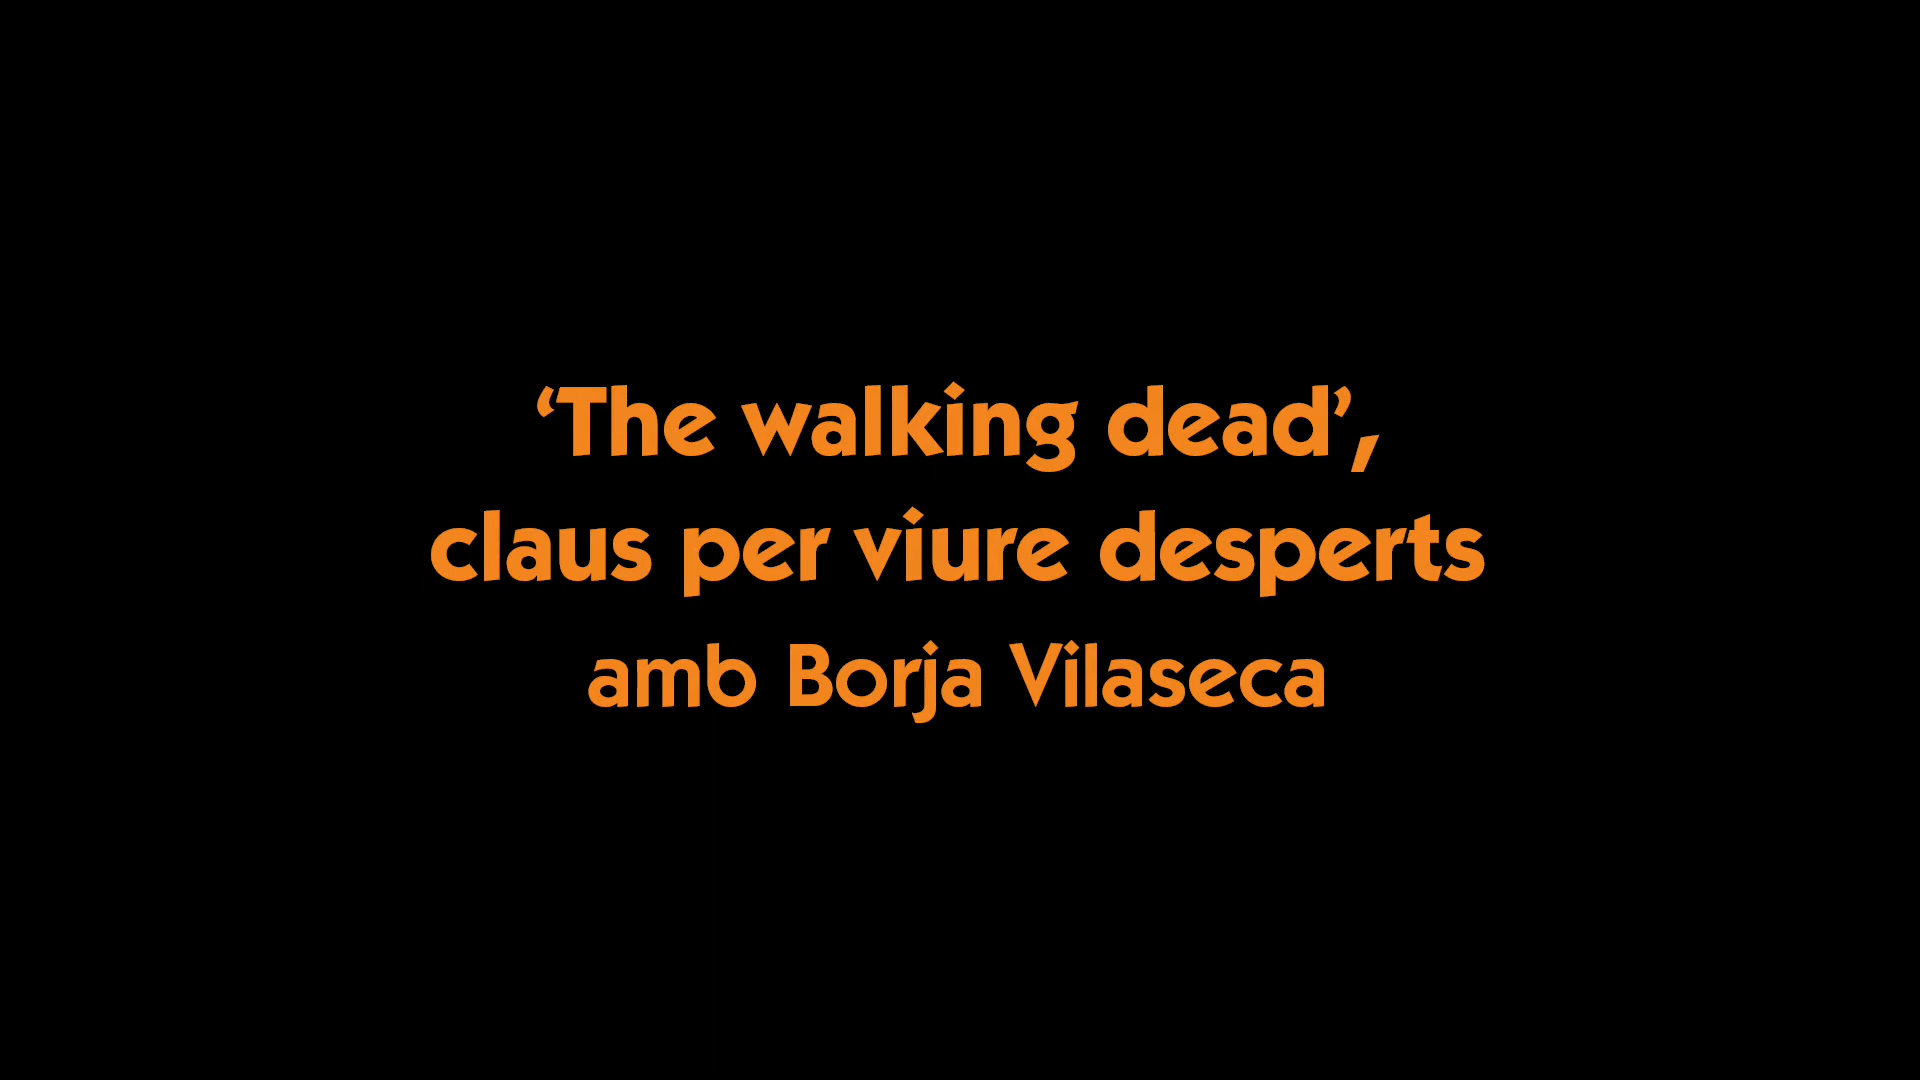 ‘The walking dead’,
claus per viure desperts
amb Borja Vilaseca